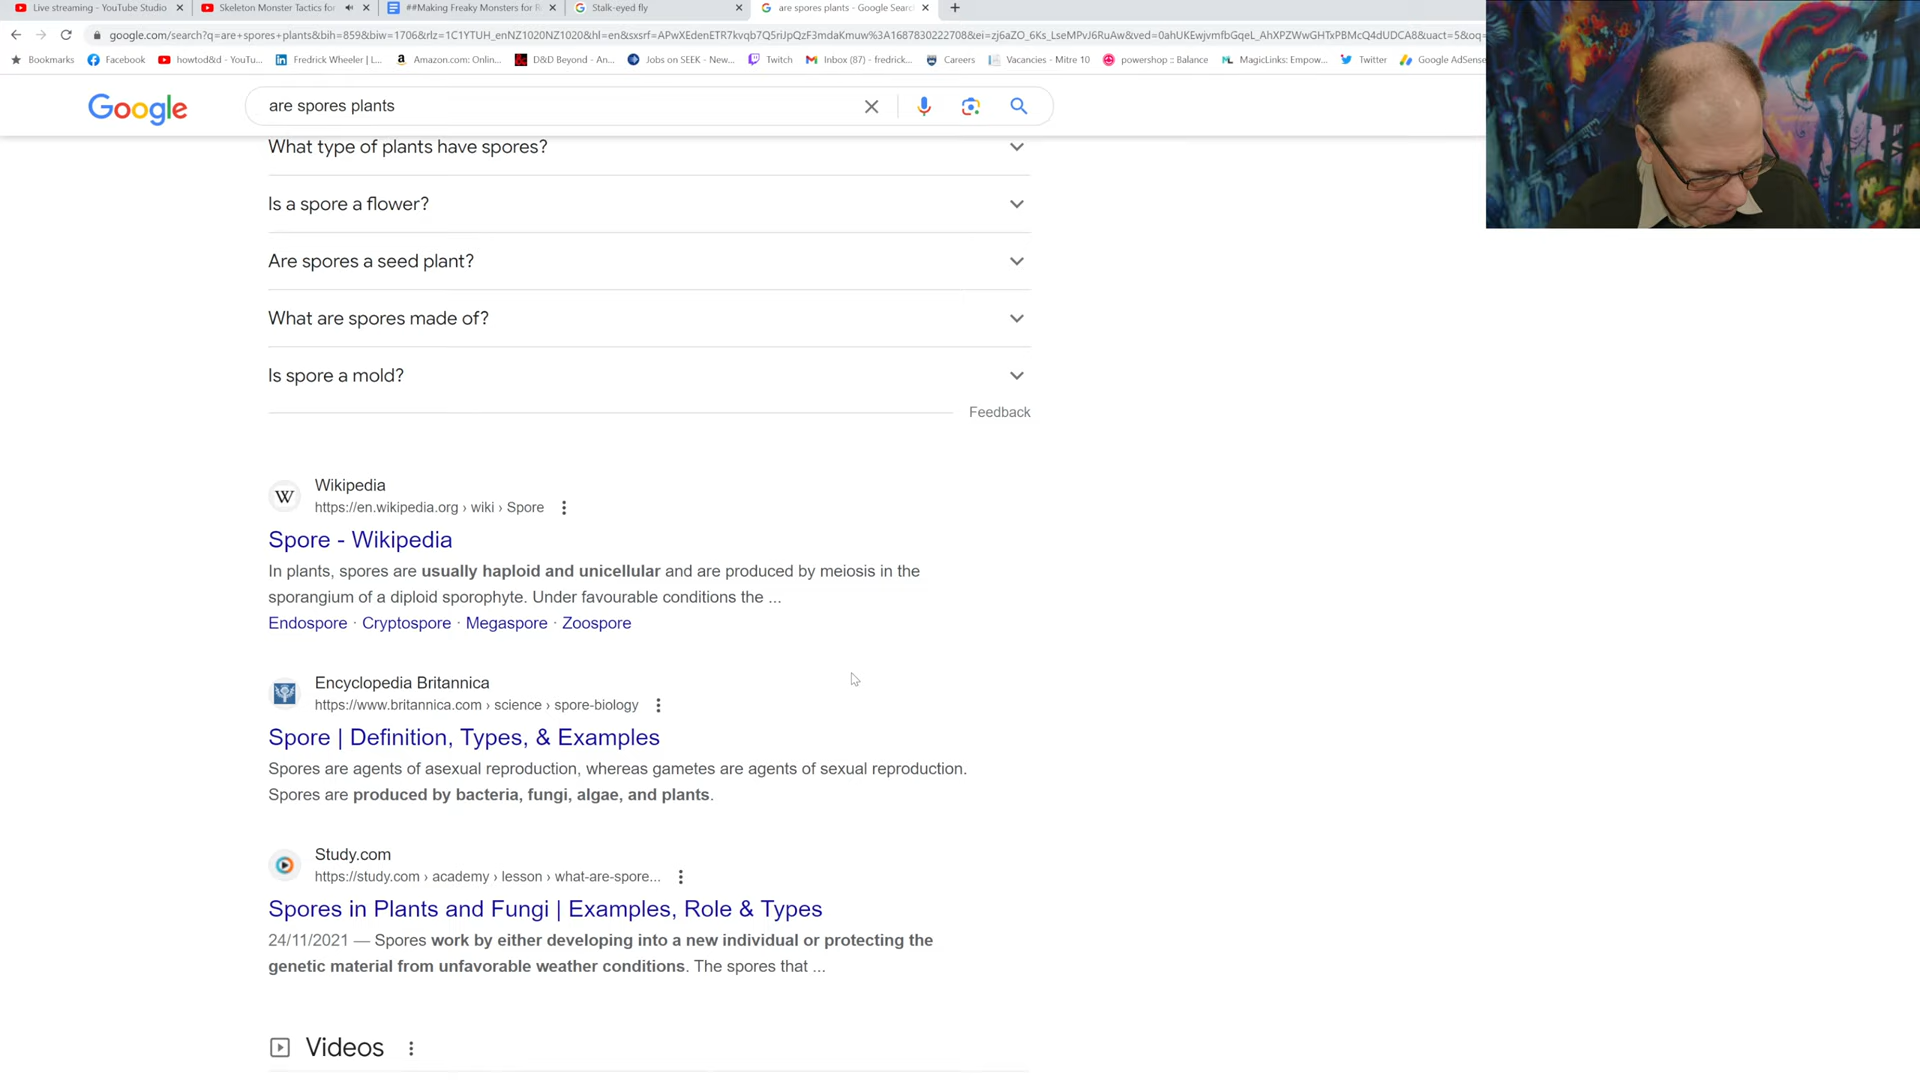 Live streaming - YouTube Studio
Skeleton Monster Tactics for
##Making Freaky Monsters for R
Stalk-eyed fly
are spores plants - Google Searc
google.com/search?q=are+spores+plants&bih=859&biw=1706&rlz=1C1YTUH_enNZ1020NZ1020&hl=en&sxsrf=
Bookmarks
Facebook
howtod&d - YouTu...
Fredrick Wheeler | L...
Amazon.com: Onlin...
D&D Beyond - An...
Jobs on SEEK - New...
Twitch
Inbox (87) - fredrick...
Careers
Vacancies - Mitre 10
powershop :: Balance
MagicLinks: Empow...
Twitter
Google AdSense
Google
are spores plants
What type of plants have spores?
Is a spore a flower?
Are spores a seed plant?
What are spores made of?
Is spore a mold?
Feedback
W
Wikipedia
https://en.wikipedia.org › wiki › Spore
Spore - Wikipedia
In plants, spores are usually haploid and unicellular and are produced by meiosis in the
sporangium of a diploid sporophyte. Under favourable conditions the ...
Endospore · Cryptospore · Megaspore · Zoospore
Encyclopedia Britannica
https://www.britannica.com › science › spore-biology
Spore | Definition, Types, & Examples
Spores are agents of asexual reproduction, whereas gametes are agents of sexual reproduction.
Spores are produced by bacteria, fungi, algae, and plants.
Study.com
https://study.com › academy › lesson › what-are-spore...
Spores in Plants and Fungi | Examples, Role & Types
24/11/2021 — Spores work by either developing into a new individual or protecting the
genetic material from unfavorable weather conditions. The spores that ...
Videos